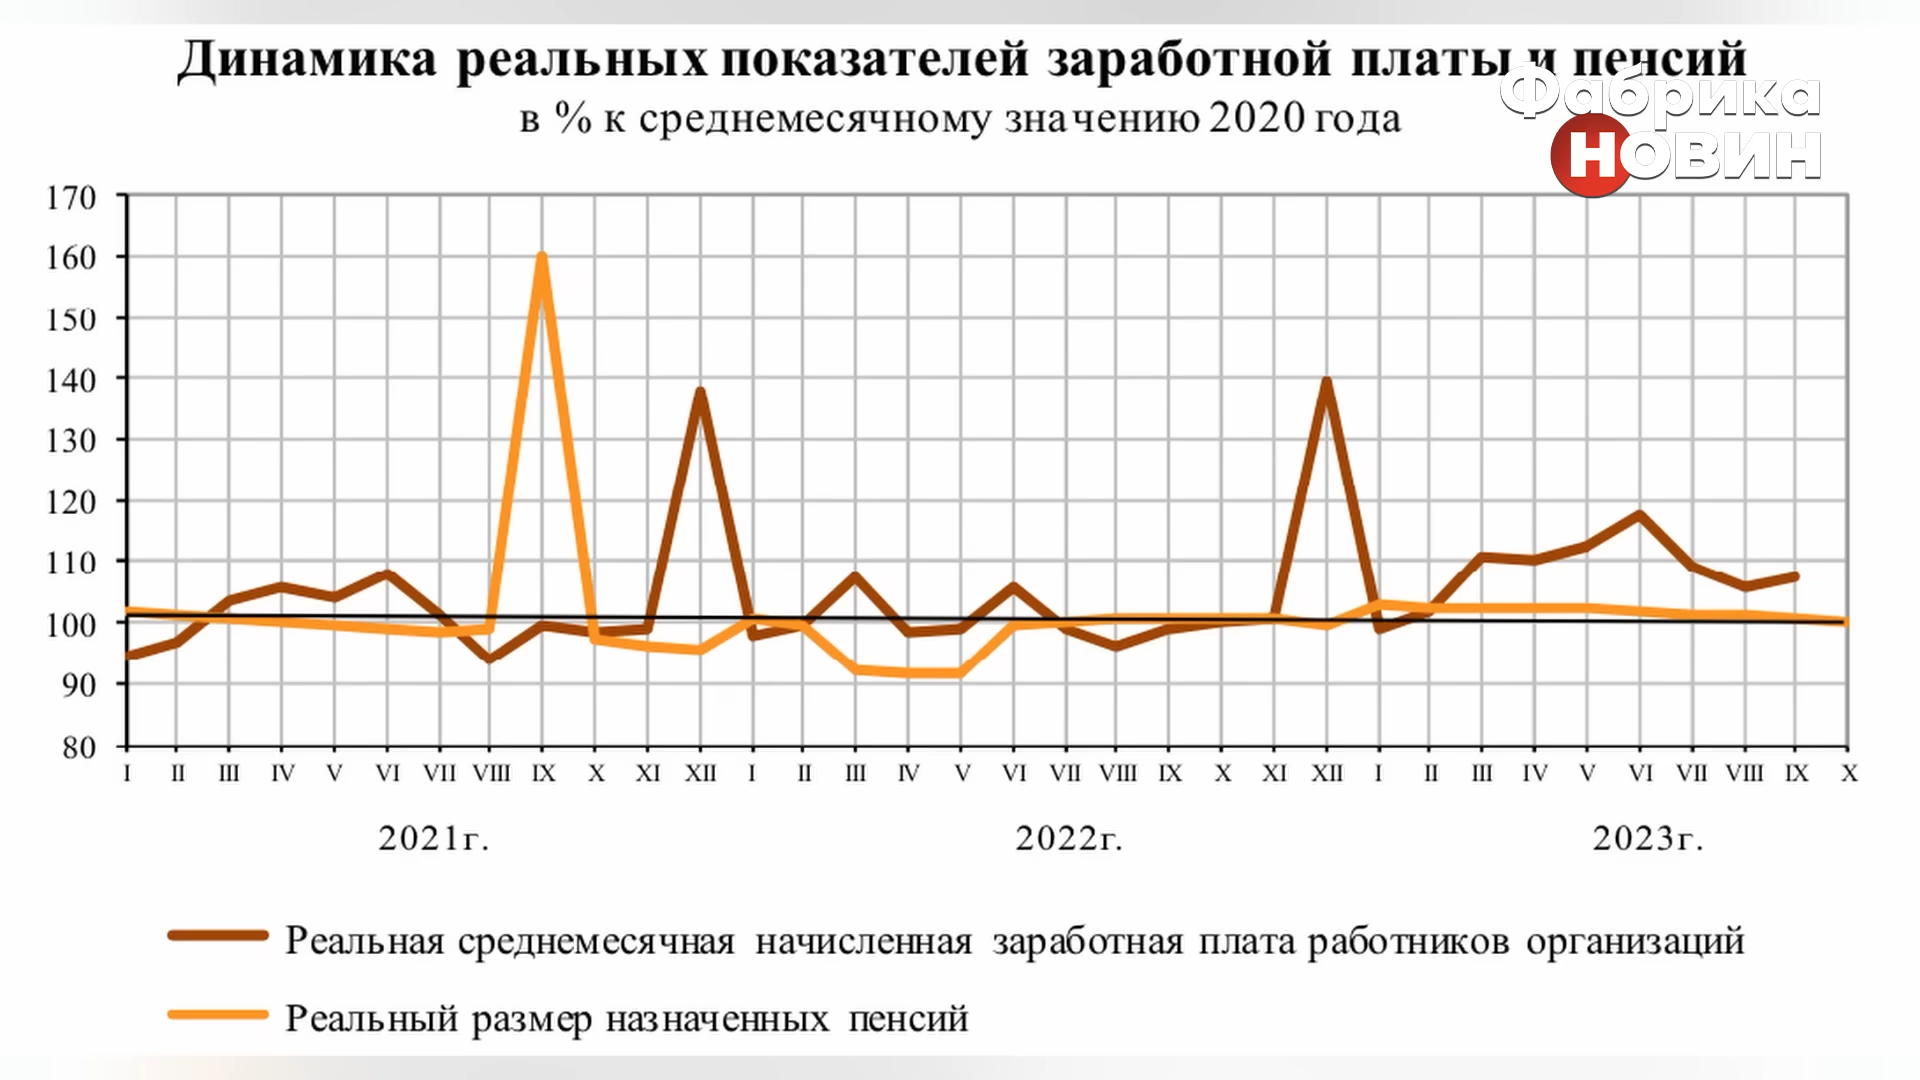 Динамика реальных показателей заработной платы и пенсий
в % к среднемесячному значению 2020 года
Фабрика
новин
170
160
150
140
130
120
110
100
90
80
I II III IV V VI VII VIII IX X XI XII I II III IV V VI VII VIII IX X XI XII I II III IV V VI VII VIII IX X
2021г. 2022г. 2023г.
Реальная среднемесячная начисленная заработная плата работников организаций
Реальный размер назначенных пенсий